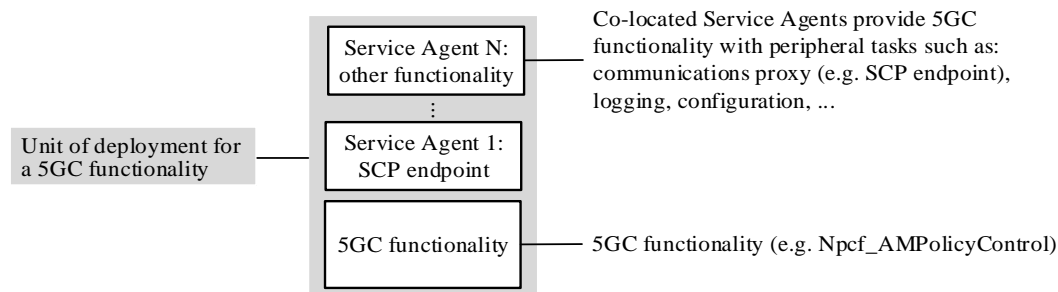 Service Agent N:
other functionality
Co-located Service Agents provide 5GC
functionality with peripheral tasks such as:
communications proxy (e.g. SCP endpoint),
logging, configuration, ...
Unit of deployment for
a 5GC functionality
Service Agent 1:
SCP endpoint
5GC functionality
5GC functionality (e.g. Npcf_AMPolicyControl)